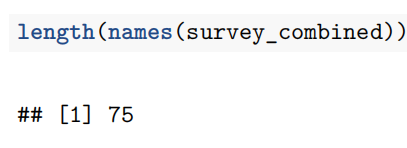 length(names(survey_combined))
## [1] 75